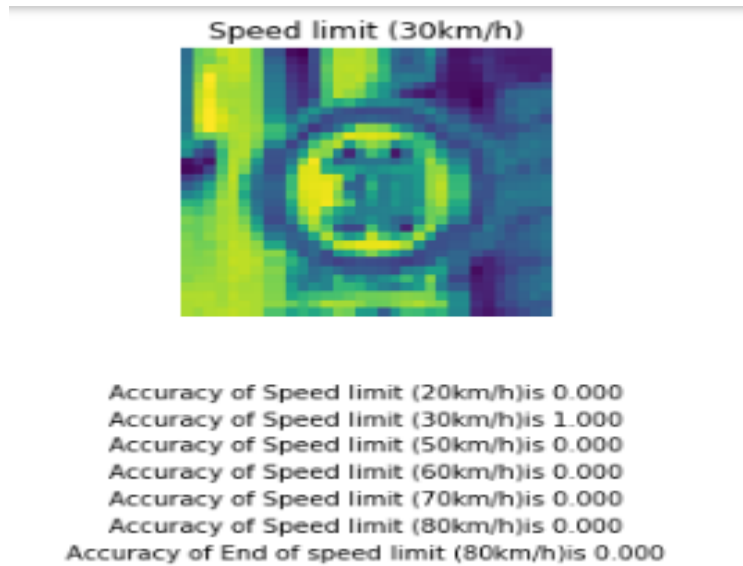 Speed limit (30km/h)
30
Accuracy of Speed limit (20km/h)is 0.000
Accuracy of Speed limit (30km/h)is 1.000
Accuracy of Speed limit (50km/h)is 0.000
Accuracy of Speed limit (60km/h)is 0.000
Accuracy of Speed limit (70km/h)is 0.000
Accuracy of Speed limit (80km/h)is 0.000
Accuracy of End of speed limit (80km/h)is 0.000